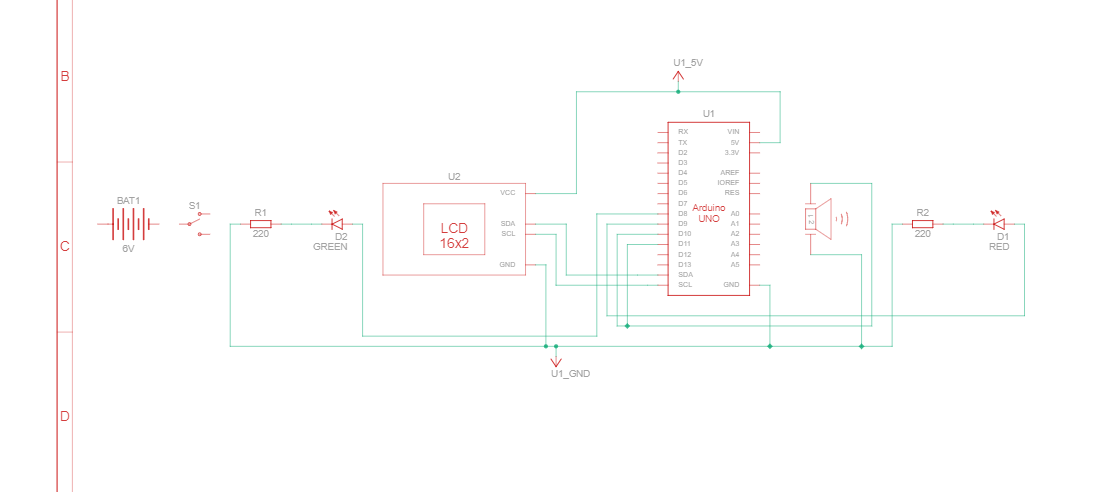 B
C
D
BAT1
6V
S1
R1
220
D2
GREEN
U2
VCC
SDA
SCL
GND
LCD
16x2
U1_5V
U1
RX
TX
D2
D3
D4
D5
D6
D7
D8
D9
D10
D11
D12
D13
SDA
SCL
VIN
5V
3.3V
AREF
IOREF
RES
A0
A1
A2
A3
A4
A5
GND
Arduino
UNO
R2
220
D1
RED
U1_GND